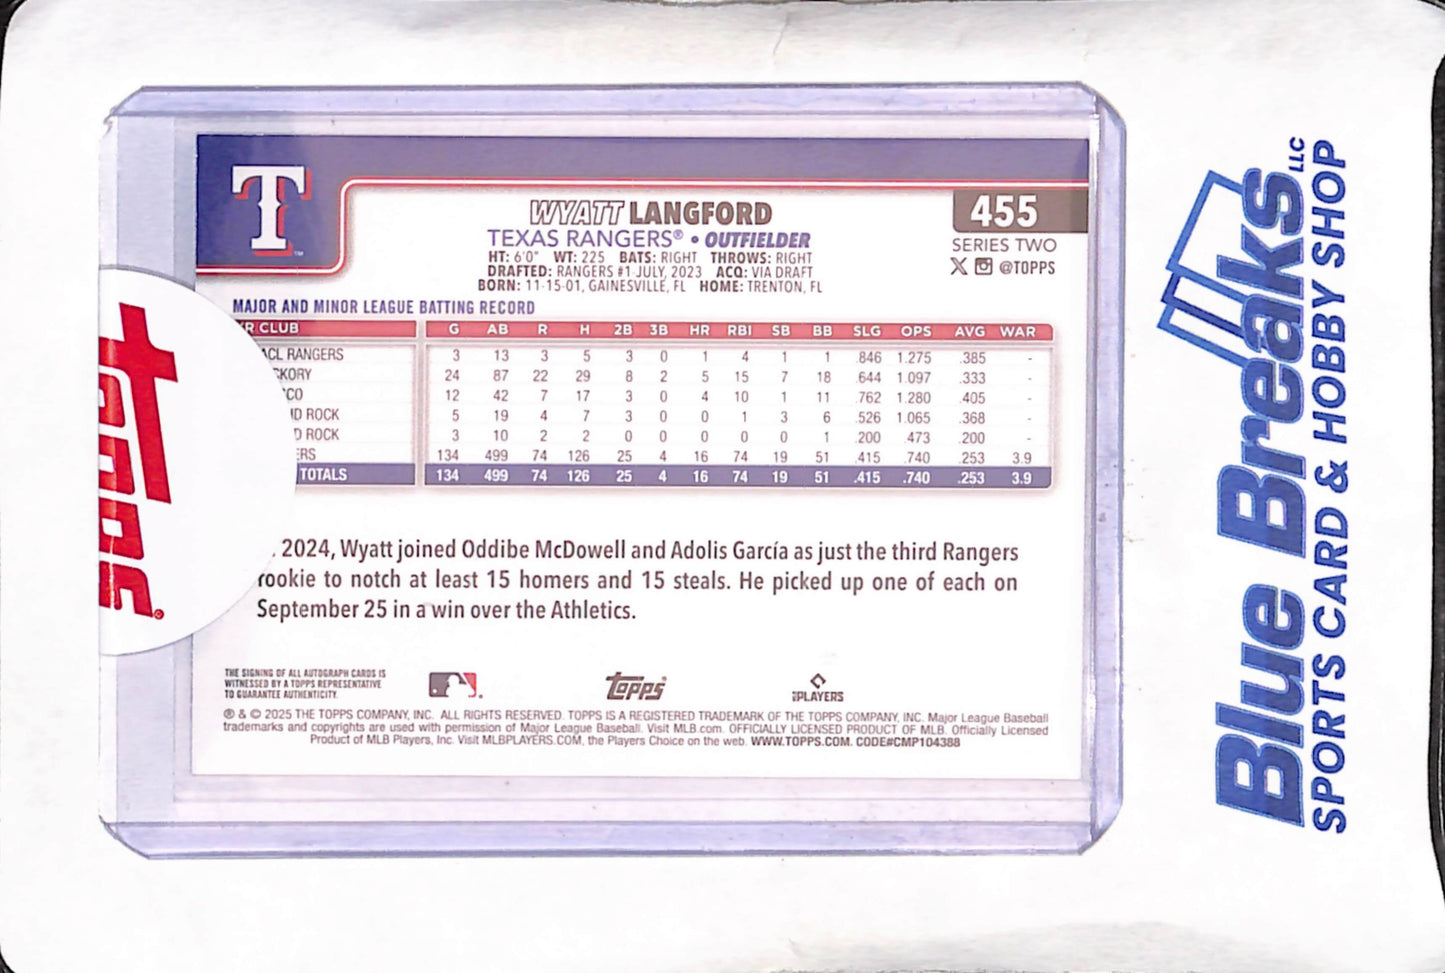 T
WYATT LANGFORD
455
TEXAS RANGERS® • OUTFIELDER
SERIES TWO
HT: 6'0" WT: 225 BATS: RIGHT THROWS: RIGHT
@TOPPS
DRAFTED: RANGERS #1-JULY, 2023 ACQ: VIA DRAFT
BORN: 11-15-01, GAINESVILLE, FL HOME: TRENTON, FL
MAJOR AND MINOR LEAGUE BATTING RECORD
R CLUB G AB R H 2B 3B HR RBI SB BB SLG OPS AVG WAR
ACL RANGERS 3 13 3 5 3 0 1 4 1 1 .846 1.275 .385 -
KORY 24 87 22 29 8 2 5 15 7 18 .644 1.097 .333 -
CO 12 42 7 17 3 0 4 10 1 11 .762 1.280 .405 -
D ROCK 5 19 4 7 3 0 0 1 3 6 .526 1.065 .368 -
D ROCK 3 10 2 2 0 0 0 0 0 1 .200 .473 .200 -
ERS 134 499 74 126 25 4 16 74 19 51 .415 .740 .253 3.9
TOTALS 134 499 74 126 25 4 16 74 19 51 .415 .740 .253 3.9
2024, Wyatt joined Oddibe McDowell and Adolis García as just the third Rangers
rookie to notch at least 15 homers and 15 steals. He picked up one of each on
September 25 in a win over the Athletics.
THE SIGNING OF ALL AUTOGRAPH CARDS IS
WITNESSED BY A TOPPS REPRESENTATIVE
TO GUARANTEE AUTHENTICITY.
Topps
PLAYERS
® & © 2025 THE TOPPS COMPANY, INC. ALL RIGHTS RESERVED. TOPPS IS A REGISTERED TRADEMARK OF THE TOPPS COMPANY, INC. Major League Baseball
trademarks and copyrights are used with permission of Major League Baseball. Visit MLB.com. OFFICIALLY LICENSED PRODUCT OF MLB. Officially Licensed
Product of MLB Players, Inc. Visit MLBPLAYERS.COM, the Players Choice on the web. WWW.TOPPS.COM. CODE#CMP104388
Topps®
Blue Breaks LLC
SPORTS CARD & HOBBY SHOP